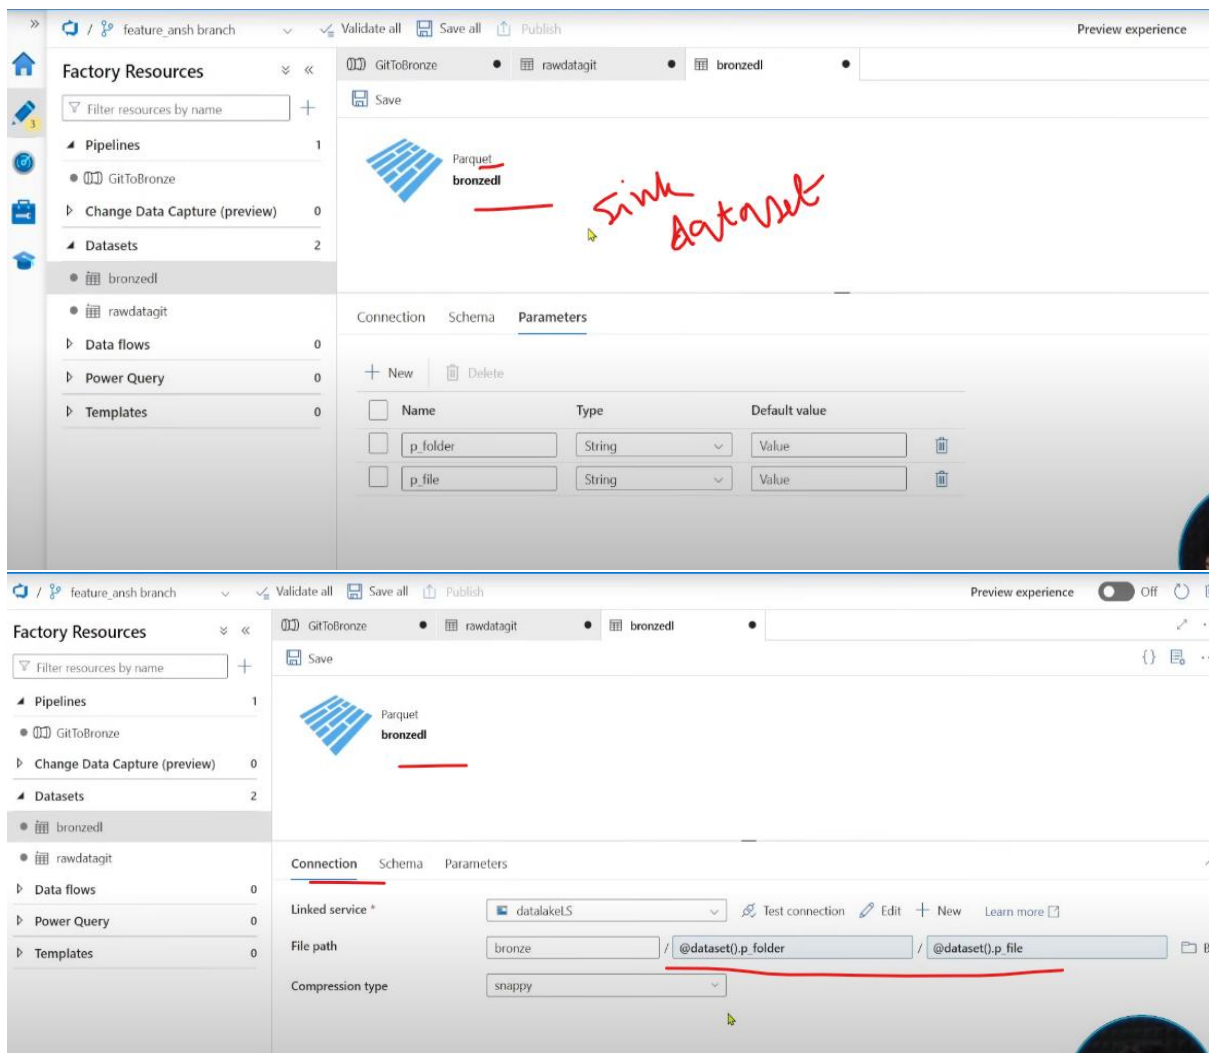 feature_ansh branch
Validate all
Save all
Publish
Preview experience
Factory Resources
GitToBronze
rawdatagit
bronzedl
Filter resources by name
Save
3
Pipelines 1
GitToBronze
Change Data Capture (preview) 0
Datasets 2
bronzedl
rawdatagit
Data flows 0
Power Query 0
Templates 0
Parquet
bronzedl
sink
dataset
Connection Schema Parameters
New Delete
Name Type Default value
p_folder String Value
p_file String Value
/ feature_ansh branch
Validate all
Save all
Publish
Preview experience Off
Factory Resources
GitToBronze
rawdatagit
bronzedl
Filter resources by name
Save
{}
Pipelines 1
GitToBronze
Change Data Capture (preview) 0
Datasets 2
bronzedl
rawdatagit
Data flows 0
Power Query 0
Templates 0
Parquet
bronzedl
Connection Schema Parameters
Linked service * datalakeLS Test connection Edit New Learn more
File path bronze / @dataset().p_folder / @dataset().p_file B
Compression type snappy